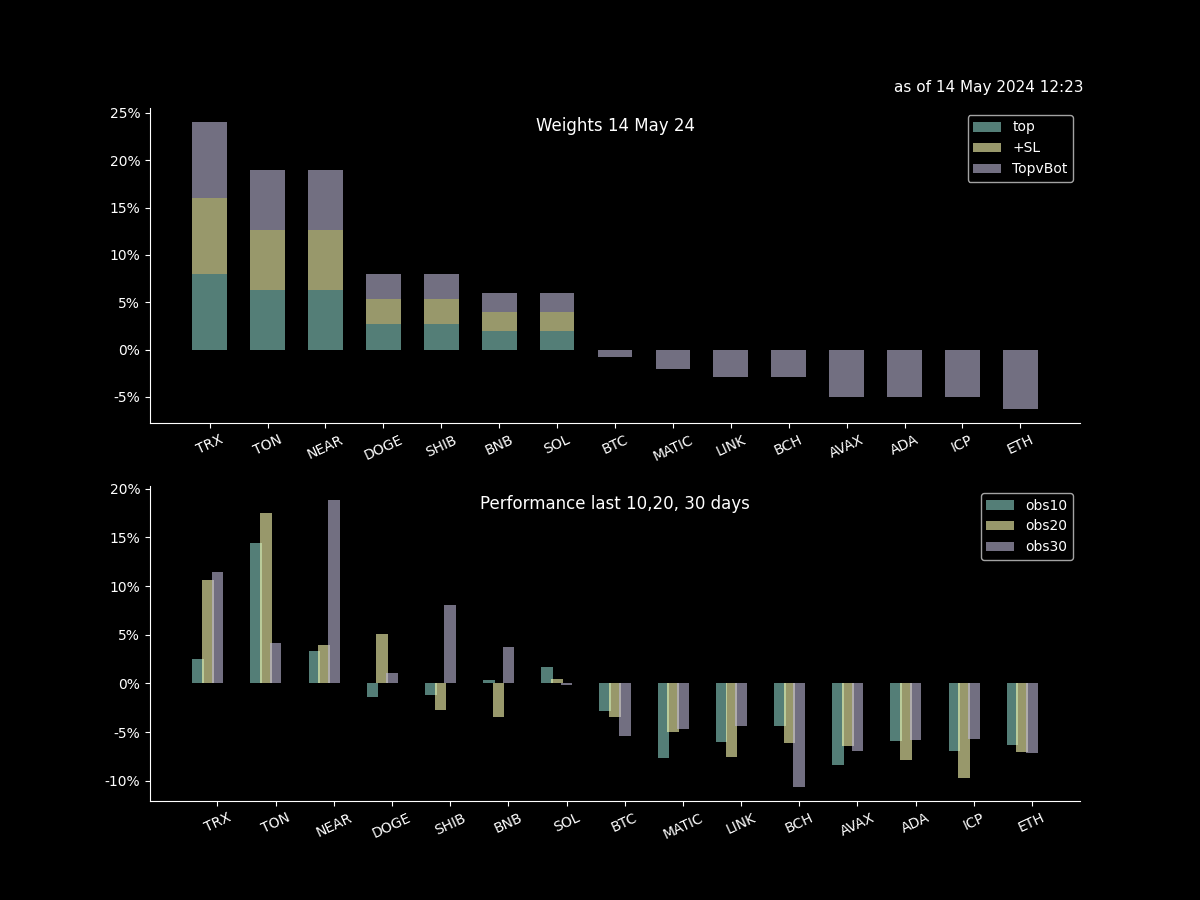 as of 14 May 2024 12:23
Weights 14 May 24
25%
20%
15%
10%
5%
0%
-5%
top
+SL
TopvBot
TRX TON NEAR DOGE SHIB BNB SOL BTC MATIC LINK BCH AVAX ADA ICP ETH
Performance last 10,20, 30 days
20%
15%
10%
5%
0%
-5%
-10%
obs10
obs20
obs30
TRX TON NEAR DOGE SHIB BNB SOL BTC MATIC LINK BCH AVAX ADA ICP ETH